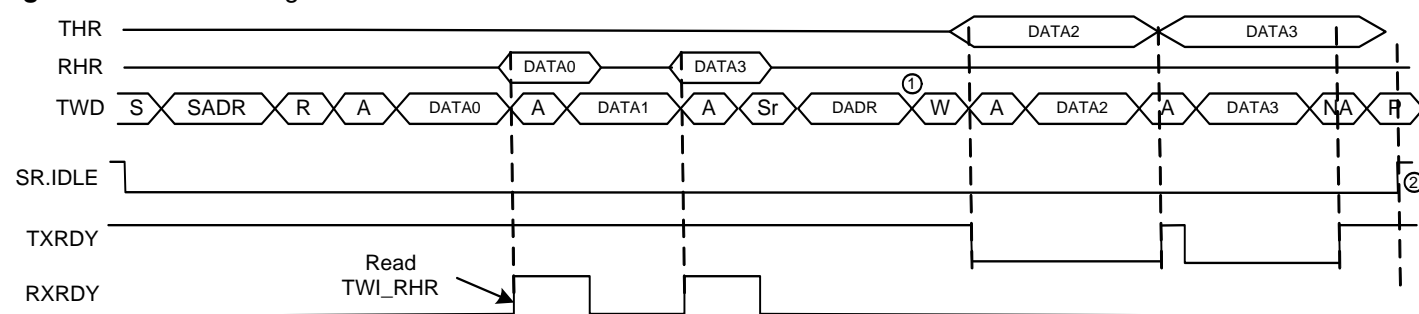 THR DATA2 DATA3
RHR DATA0 DATA3
①
TWD S SADR R A DATA0 A DATA1 A Sr DADR W A DATA2 A DATA3 NA P
SR.IDLE ②
TXRDY
Read
TWI_RHR
RXRDY